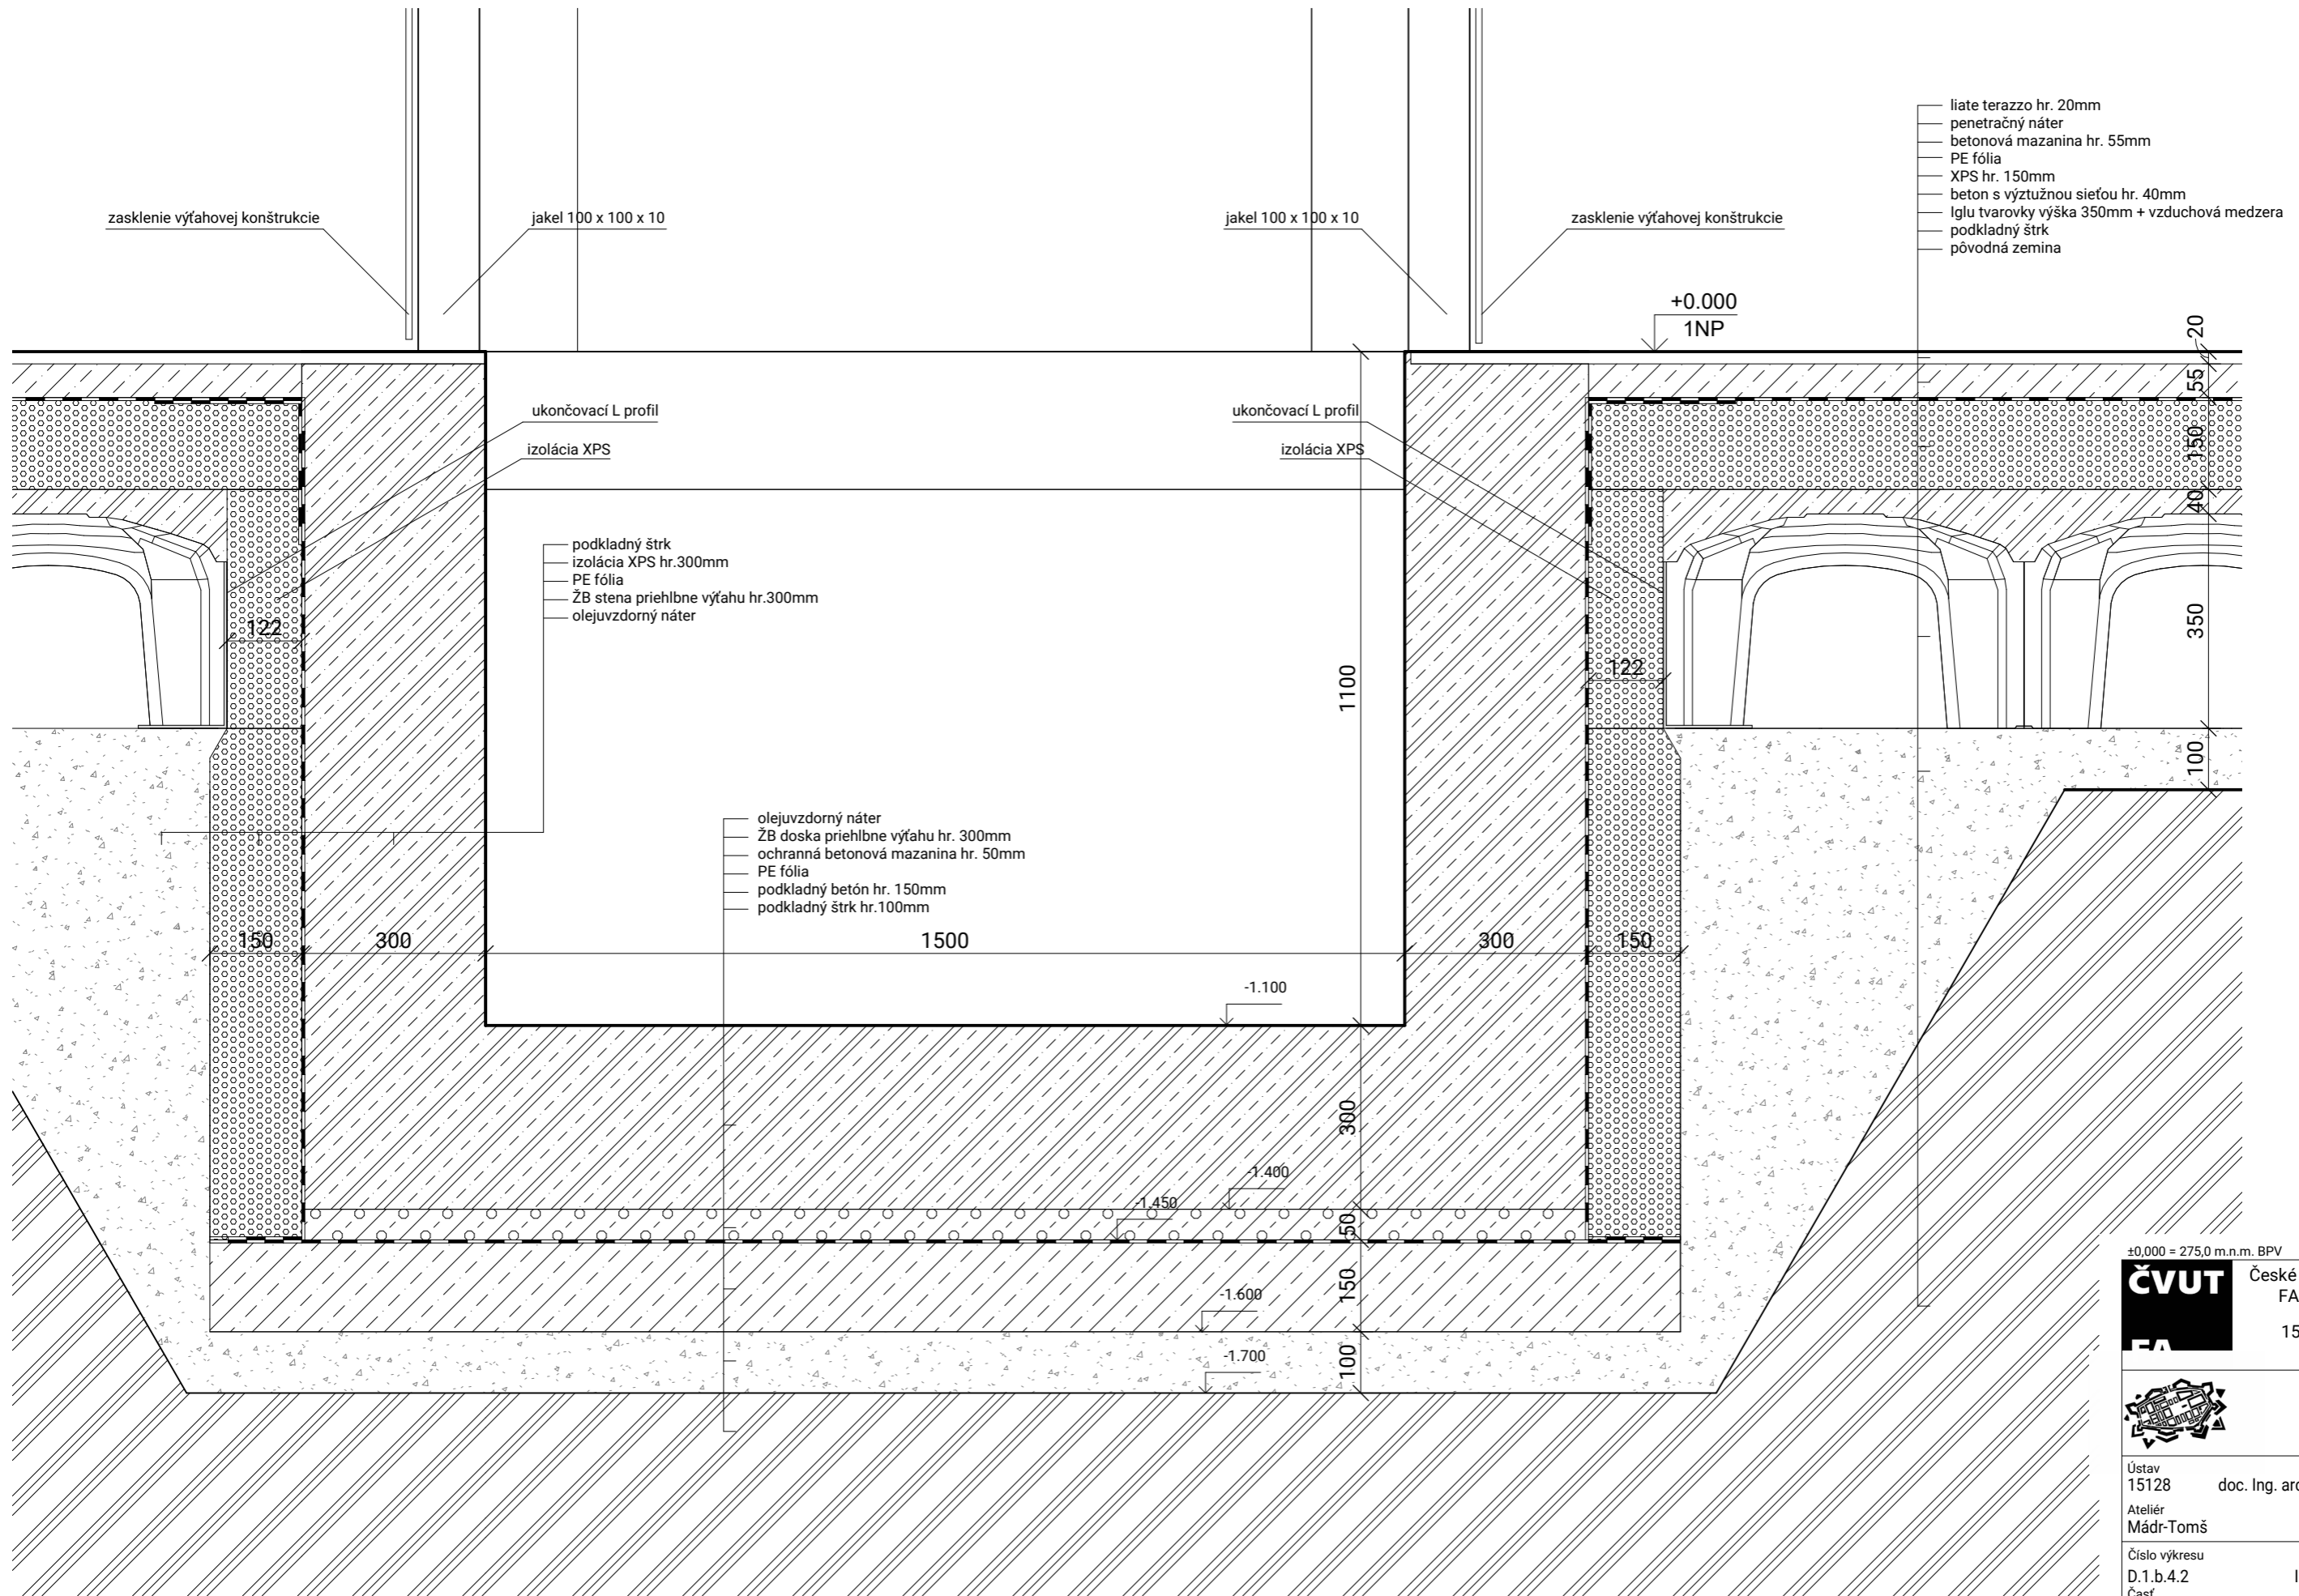 liate terazzo hr. 20mm
penetračný náter
betonová mazanina hr. 55mm
PE fólia
XPS hr. 150mm
beton s výztužnou sieťou hr. 40mm
Iglu tvarovky výška 350mm + vzduchová medzera
podkladný štrk
pôvodná zemina
zasklenie výťahovej konštrukcie
jakel 100 x 100 x 10
jakel 100 x 100 x 10
zasklenie výťahovej konštrukcie
+0.000
1NP
20
55
150
40
350
100
ukončovací L profil
izolácia XPS
ukončovací L profil
izolácia XPS
podkladný štrk
izolácia XPS hr.300mm
PE fólia
ŽB stena priehlbne výťahu hr.300mm
olejuvzdorný náter
122
122
1100
olejuvzdorný náter
ŽB doska priehlbne výťahu hr. 300mm
ochranná betonová mazanina hr. 50mm
PE fólia
podkladný betón hr. 150mm
podkladný štrk hr.100mm
150
300
1500
300
150
-1.100
300
-1.400
-1.450
50
150
-1.600
100
-1.700
±0,000 = 275,0 m.n.m. BPV
ČVUT
České
FA
FA
15
Ústav
15128 doc. Ing. arc
Ateliér
Mádr-Tomš
Číslo výkresu
D.1.b.4.2
Časť